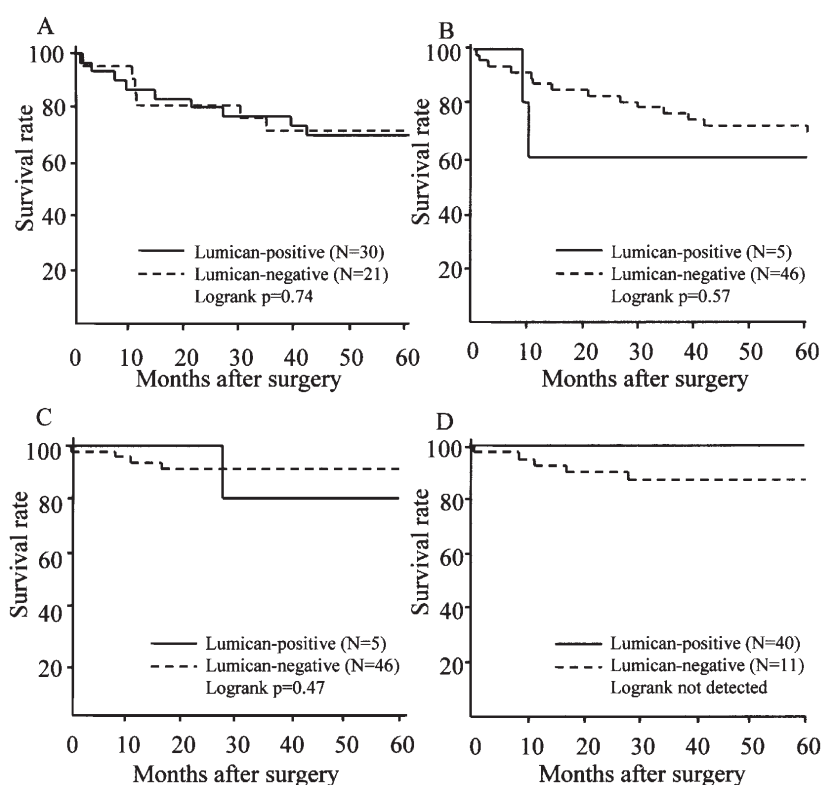 A
100
80
60
40
20
Survival rate
Lumican-positive (N=30)
Lumican-negative (N=21)
Logrank p=0.74
0 10 20 30 40 50 60
Months after surgery
B
100
80
60
40
20
Survival rate
Lumican-positive (N=5)
Lumican-negative (N=46)
Logrank p=0.57
0 10 20 30 40 50 60
Months after surgery
C
100
80
60
40
20
Survival rate
Lumican-positive (N=5)
Lumican-negative (N=46)
Logrank p=0.47
0 10 20 30 40 50 60
Months after surgery
D
100
80
60
40
20
Survival rate
Lumican-positive (N=40)
Lumican-negative (N=11)
Logrank not detected
0 10 20 30 40 50 60
Months after surgery